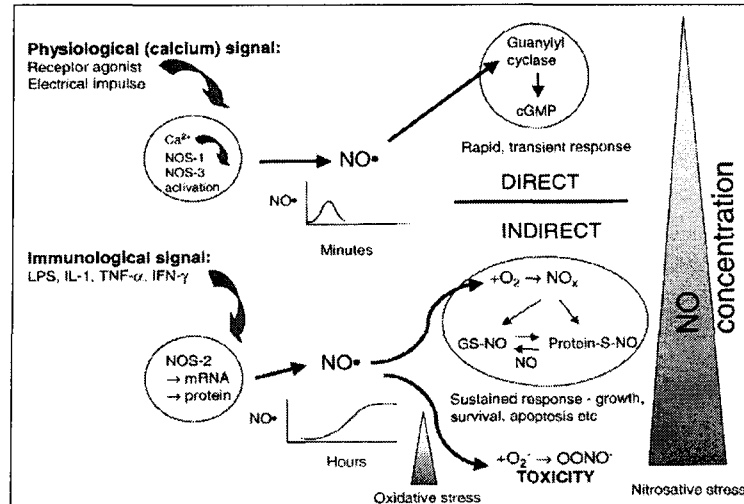 Physiological (calcium) signal:
Receptor agonist
Electrical impulse
Ca²⁺
NOS-1
NOS-3
activation
NO•
NO•
Minutes
Guanylyl
cyclase
cGMP
Rapid, transient response
DIRECT
INDIRECT
Immunological signal:
LPS, IL-1, TNF-α, IFN-γ
NOS-2
→ mRNA
→ protein
NO•
NO•
Hours
+O₂ → NOₓ
GS-NO
NO
Protein-S-NO
Sustained response - growth,
survival, apoptosis etc
+O₂⁻ → OONO⁻
TOXICITY
Oxidative stress
NO
concentration
Nitrosative stress